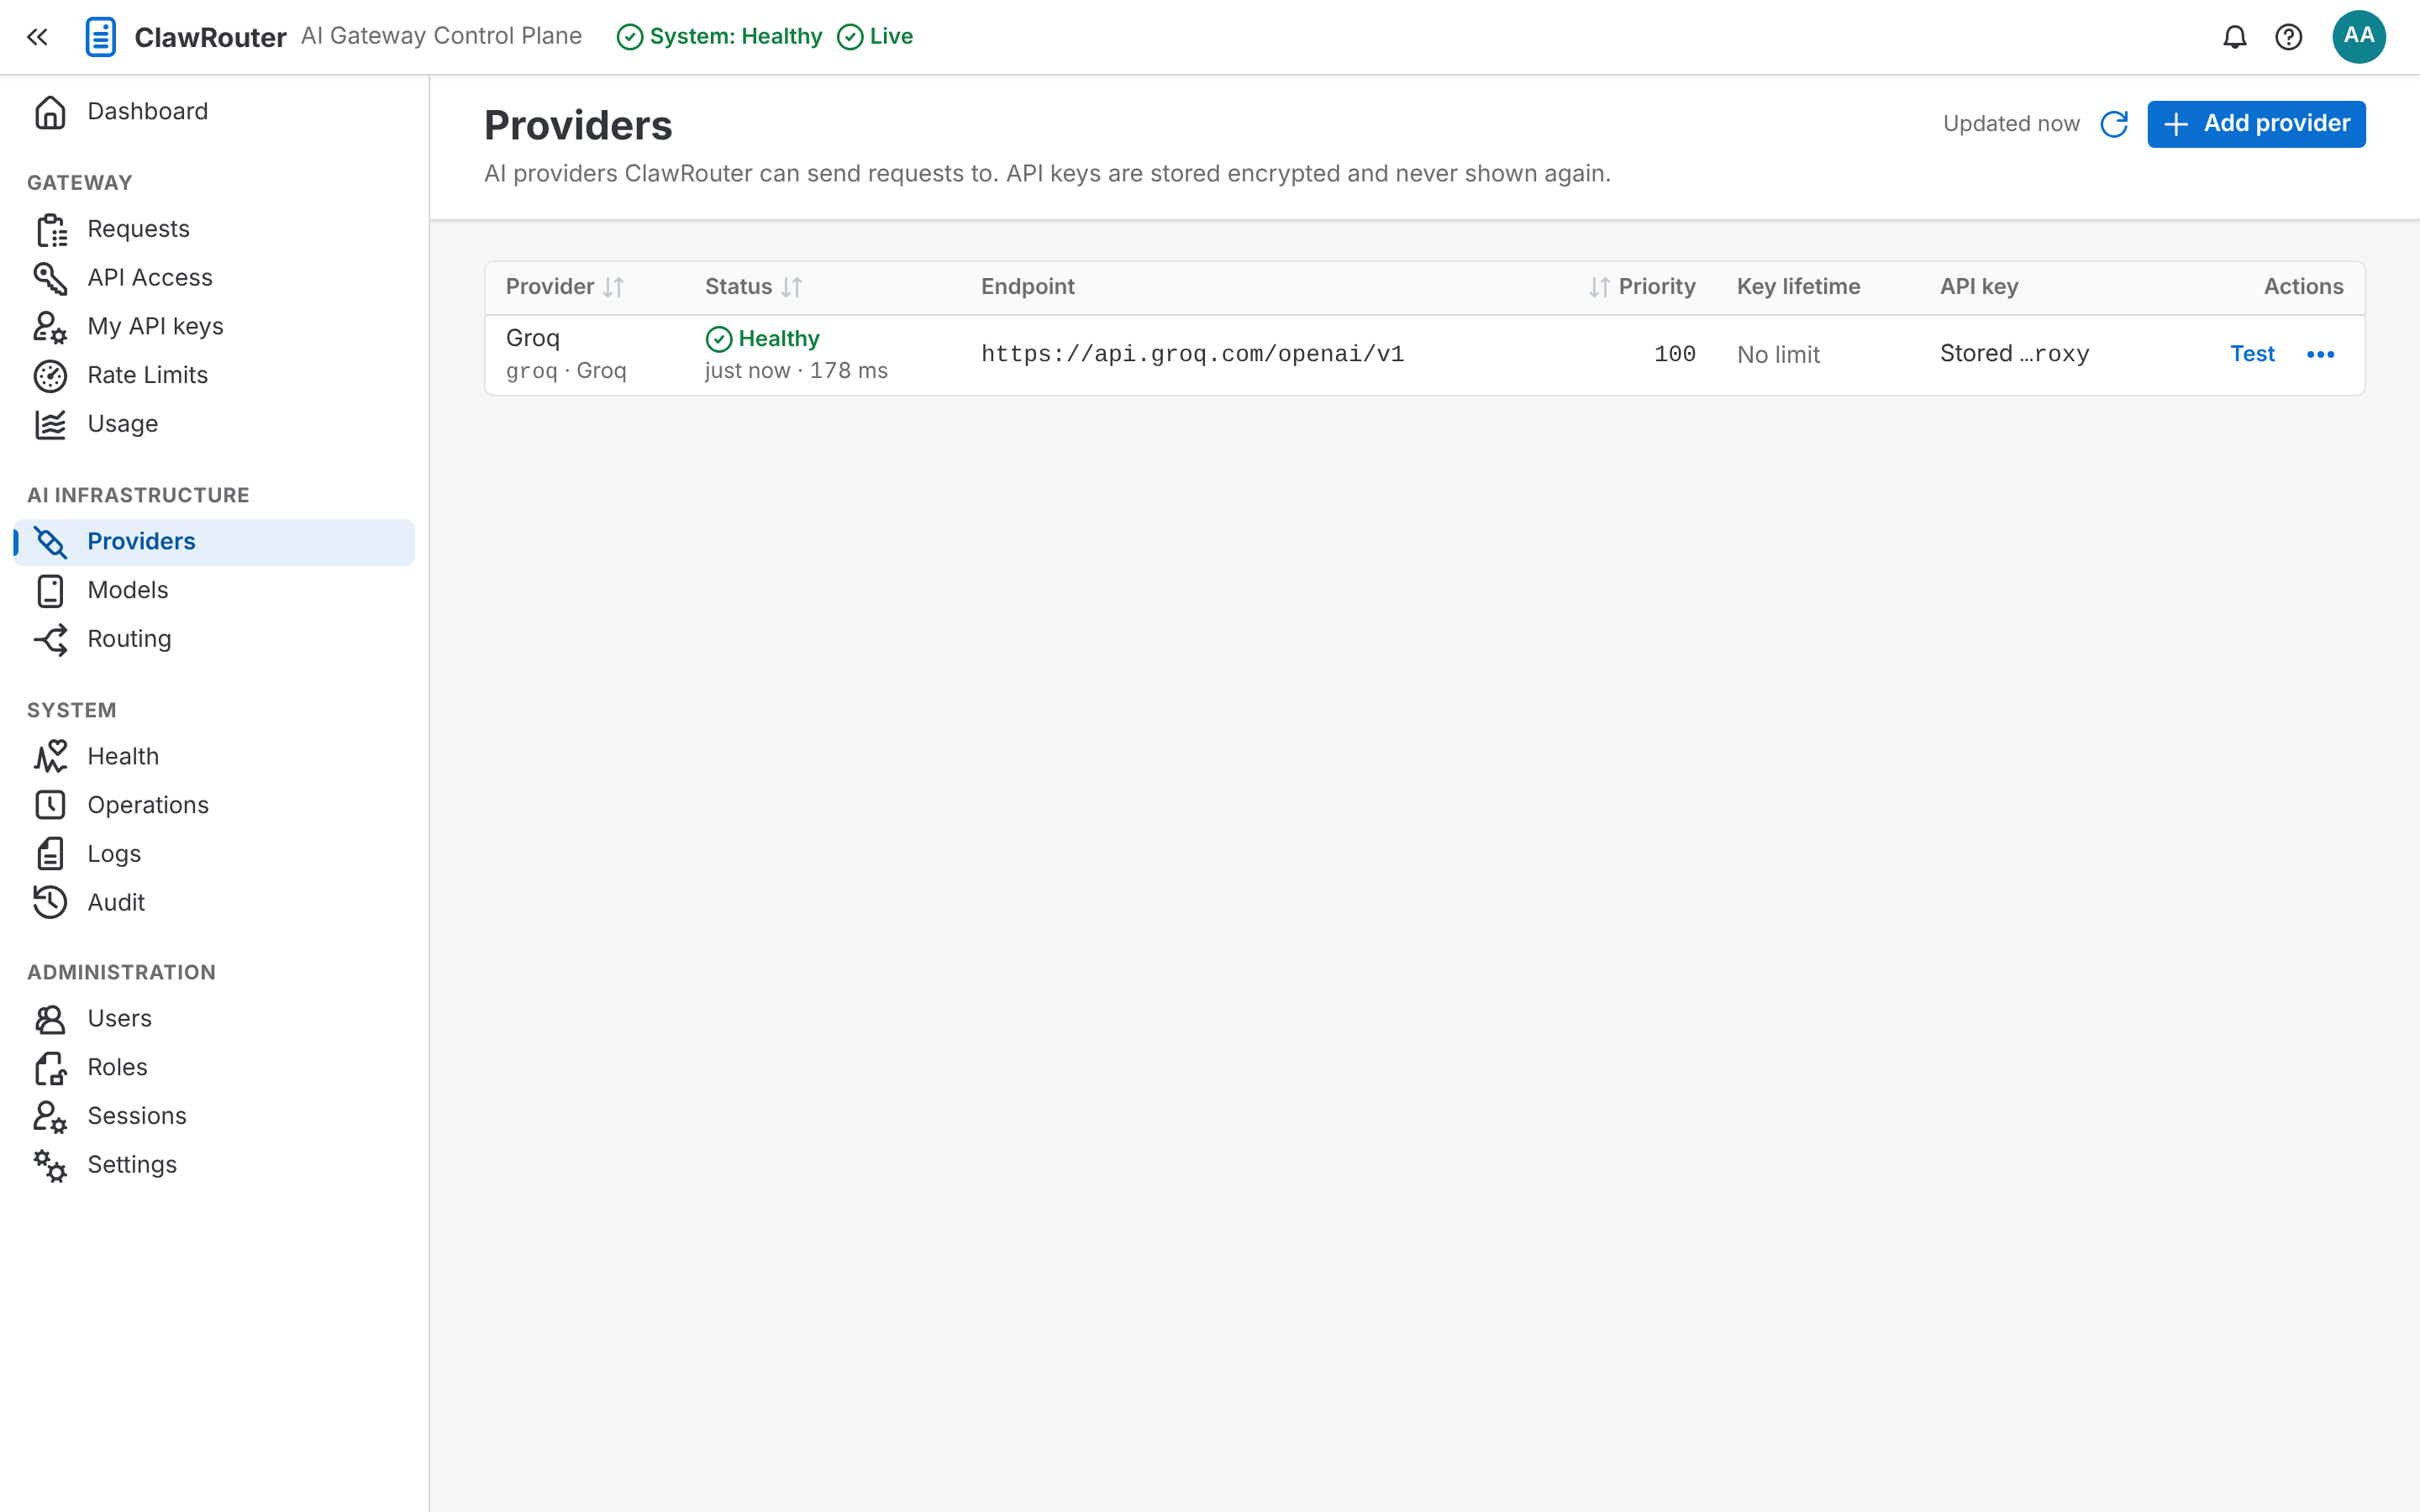 ClawRouter AI Gateway Control Plane System: Healthy Live AA
Dashboard
GATEWAY
Requests
API Access
My API keys
Rate Limits
Usage
AI INFRASTRUCTURE
Providers
Models
Routing
SYSTEM
Health
Operations
Logs
Audit
ADMINISTRATION
Users
Roles
Sessions
Settings
Providers
Updated now Add provider
AI providers ClawRouter can send requests to. API keys are stored encrypted and never shown again.
Provider Status Endpoint Priority Key lifetime API key Actions
Groq Healthy
groq · Groq just now · 178 ms
https://api.groq.com/openai/v1 100 No limit Stored …roxy Test